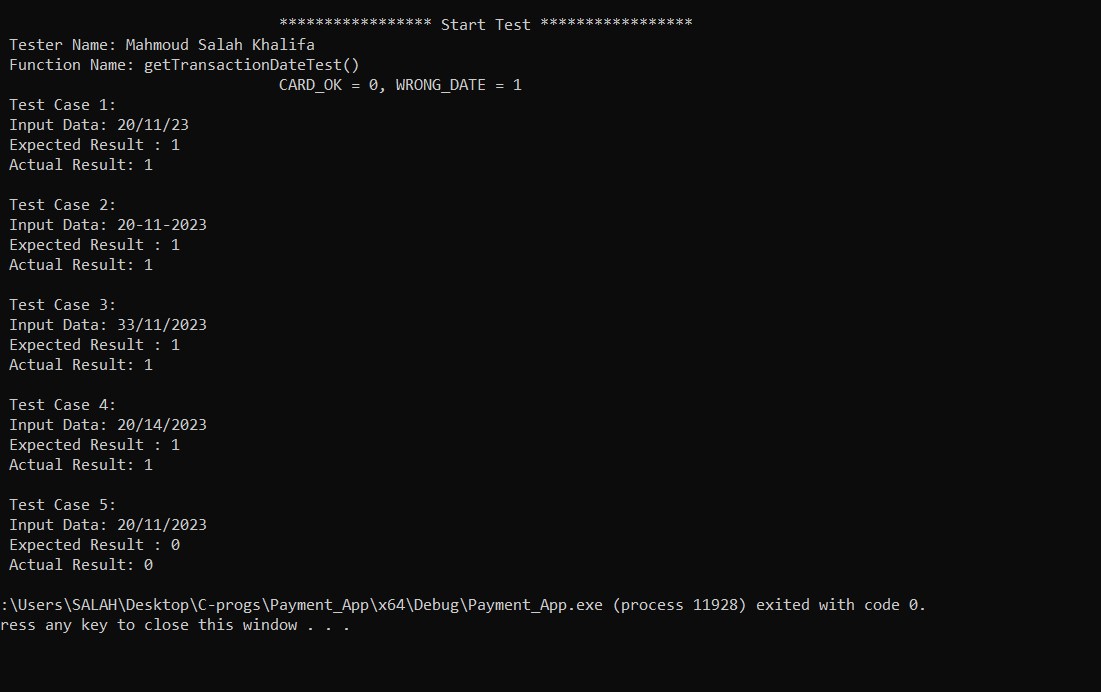 ***************** Start Test *****************
Tester Name: Mahmoud Salah Khalifa
Function Name: getTransactionDateTest()
CARD_OK = 0, WRONG_DATE = 1
Test Case 1:
Input Data: 20/11/23
Expected Result : 1
Actual Result: 1
Test Case 2:
Input Data: 20-11-2023
Expected Result : 1
Actual Result: 1
Test Case 3:
Input Data: 33/11/2023
Expected Result : 1
Actual Result: 1
Test Case 4:
Input Data: 20/14/2023
Expected Result : 1
Actual Result: 1
Test Case 5:
Input Data: 20/11/2023
Expected Result : 0
Actual Result: 0
:\Users\SALAH\Desktop\C-progs\Payment_App\x64\Debug\Payment_App.exe (process 11928) exited with code 0.
ress any key to close this window . . .